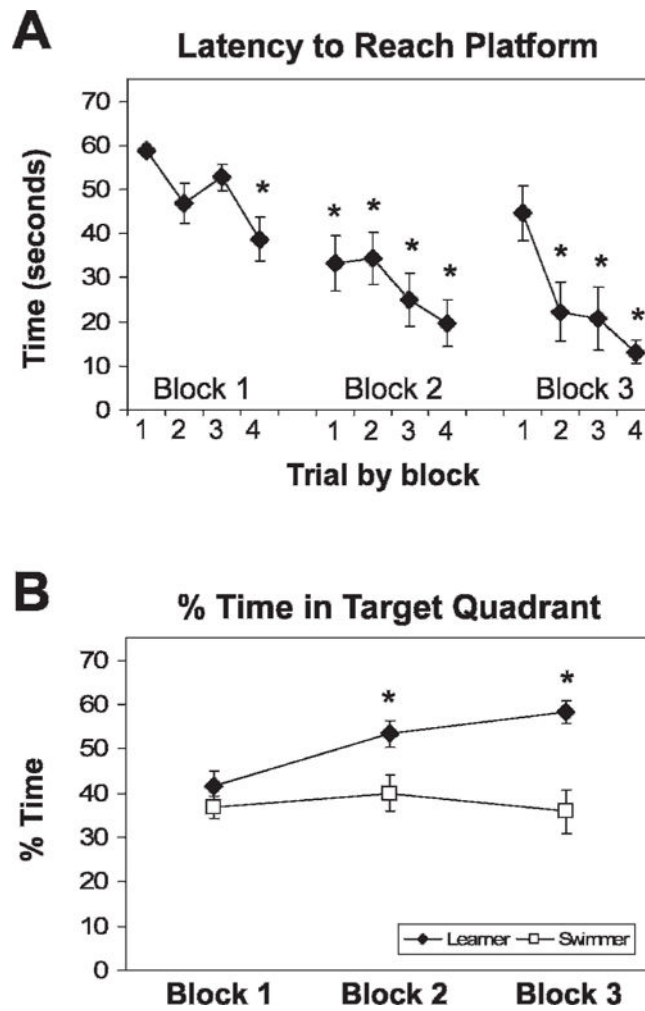 A
Latency to Reach Platform
Time (seconds)
70
60
50
40
30
20
10
0
* * * * * * * *
Block 1 Block 2 Block 3
1 2 3 4 1 2 3 4 1 2 3 4
Trial by block
B
% Time in Target Quadrant
% Time
70
60
50
40
30
20
10
0
* *
Learner Swimmer
Block 1 Block 2 Block 3